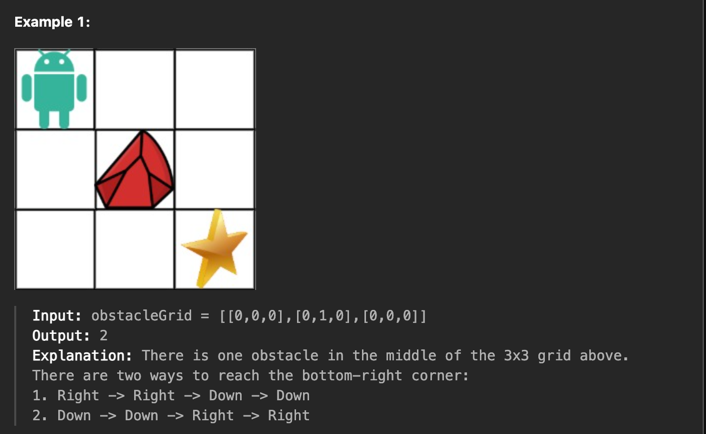 Example 1:
Input: obstacleGrid = [[0,0,0],[0,1,0],[0,0,0]]
Output: 2
Explanation: There is one obstacle in the middle of the 3x3 grid above.
There are two ways to reach the bottom-right corner:
1. Right -> Right -> Down -> Down
2. Down -> Down -> Right -> Right